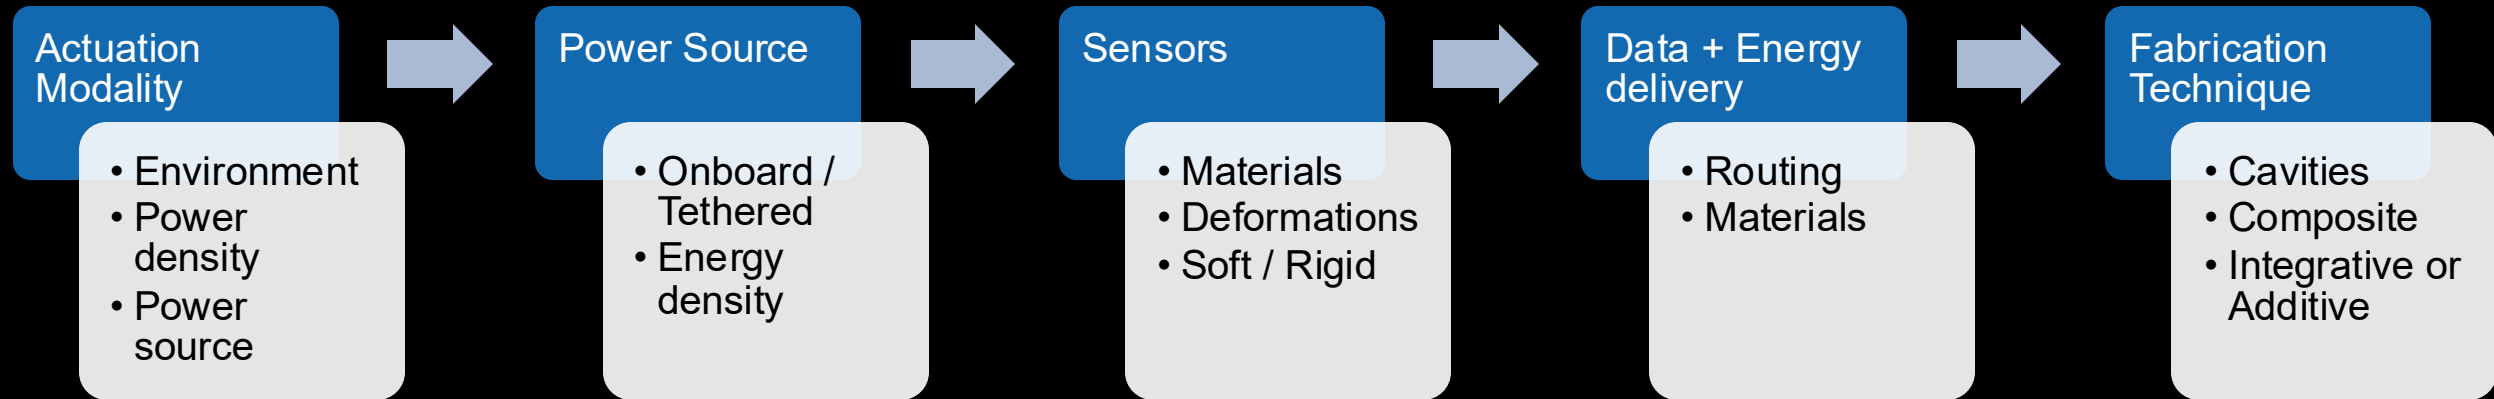 Actuation
Modality
• Environment
• Power
density
• Power
source
Power Source
• Onboard /
Tethered
• Energy
density
Sensors
• Materials
• Deformations
• Soft / Rigid
Data + Energy
delivery
• Routing
• Materials
Fabrication
Technique
• Cavities
• Composite
• Integrative or
Additive